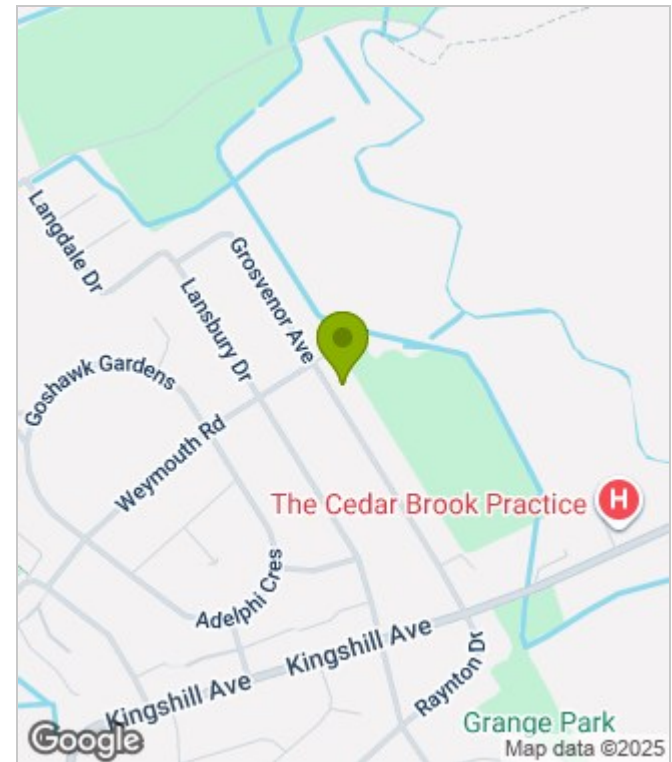 Langdale Dr
Grosvenor Ave
Lansbury Dr
Goshawk Gardens
Weymouth Rd
The Cedar Brook Practice
H
Adelphi Cres
Kingshill Ave
Kingshill Ave
Raynton Dr
Grange Park
Google
Map data ©2025